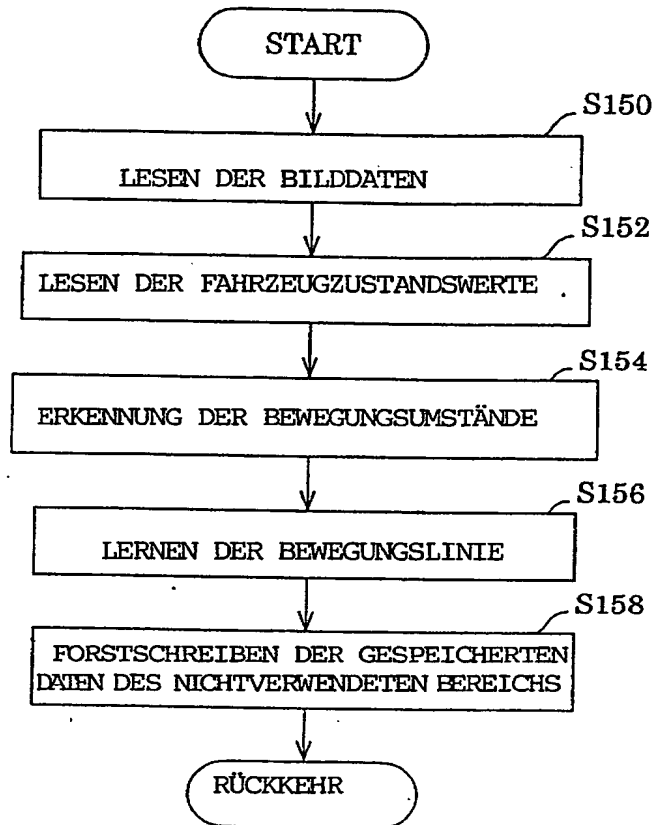 START
S150
LESEN DER BILDDATEN
S152
LESEN DER FAHRZEUGZUSTANDSWERTE
S154
ERKENNUNG DER BEWEGUNGSUMSTÄNDE
S156
LERNEN DER BEWEGUNGSLINIE
S158
FORSTSCHREIBEN DER GESPEICHERTEN
DATEN DES NICHTVERWENDETEN BEREICHS
RÜCKKEHR